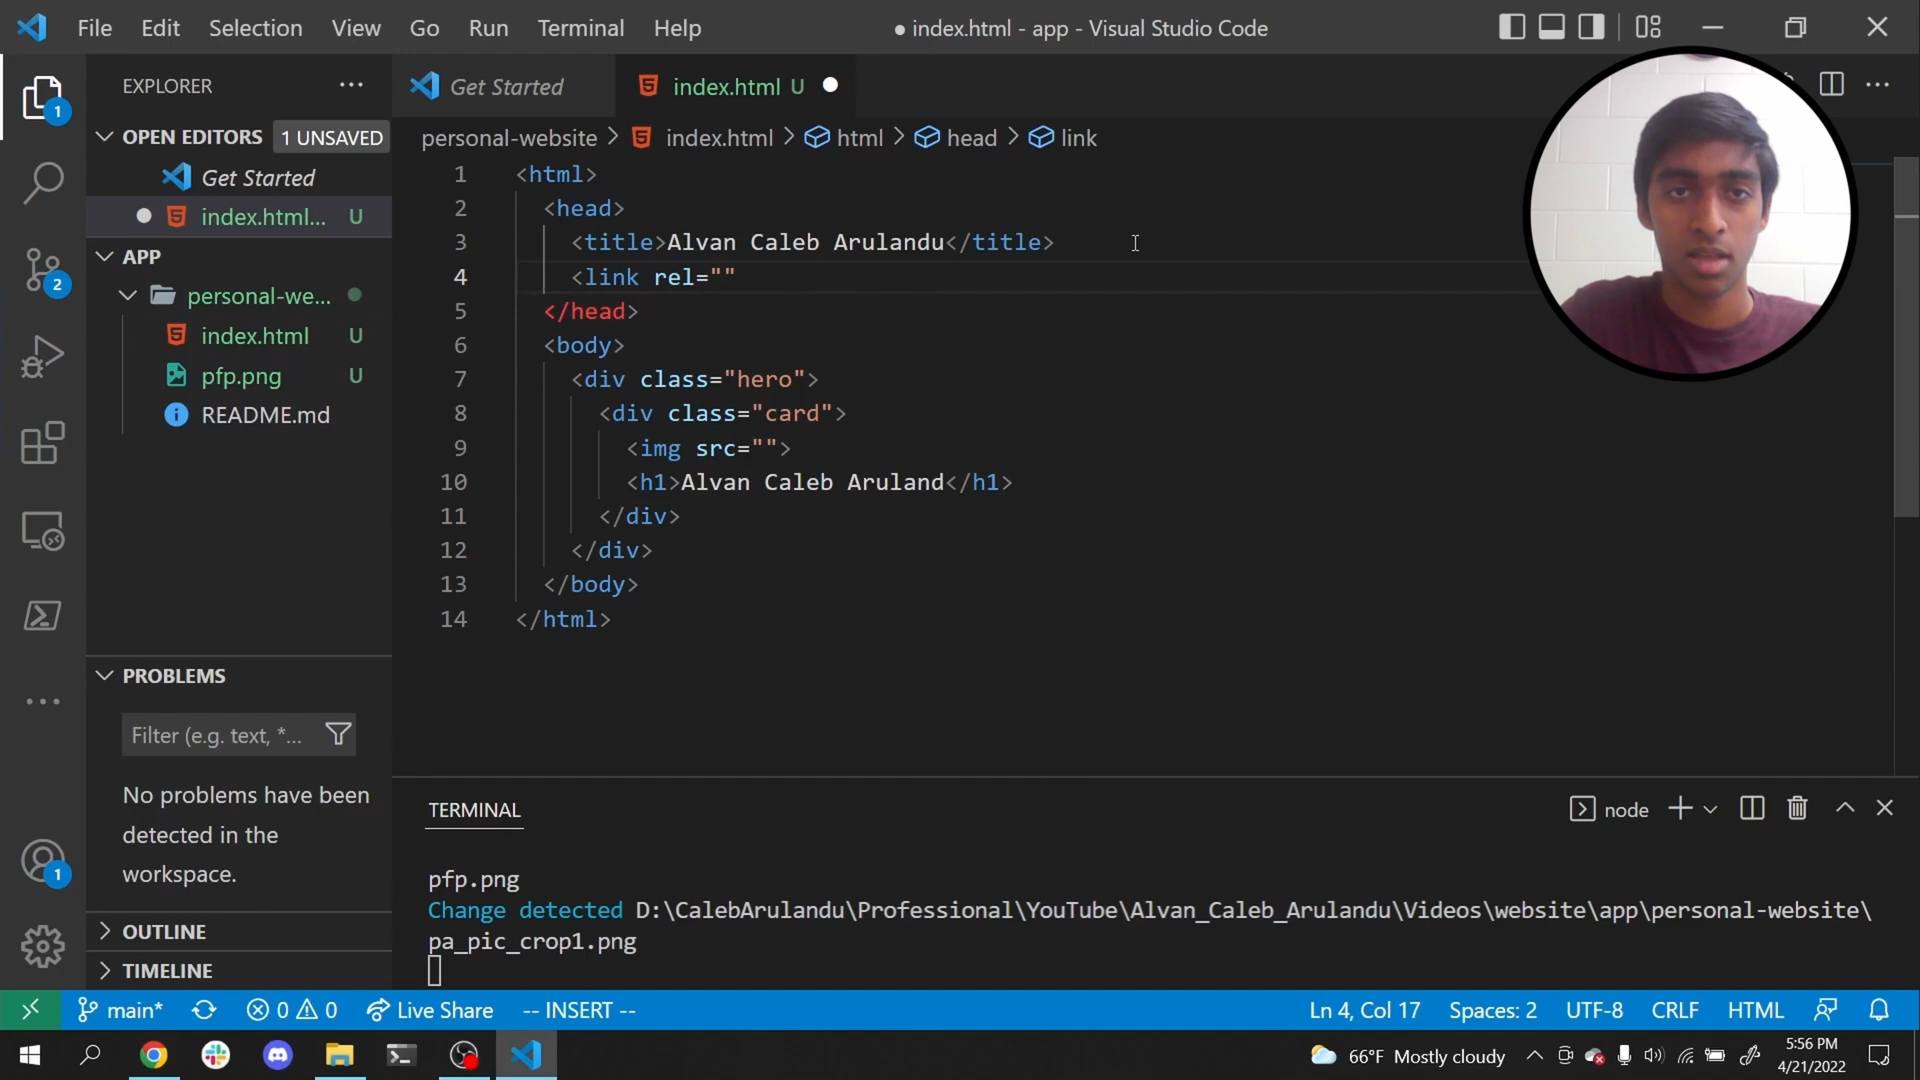 File Edit Selection View Go Run Terminal Help
● index.html - app - Visual Studio Code
EXPLORER
Get Started
index.html U
OPEN EDITORS
1 UNSAVED
personal-website > index.html > html > head > link
Get Started
index.html... U
APP
personal-we...
index.html U
pfp.png U
README.md
1 <html>
2 <head>
3 <title>Alvan Caleb Arulandu</title>
4 <link rel=""
5 </head>
6 <body>
7 <div class="hero">
8 <div class="card">
9 <img src="">
10 <h1>Alvan Caleb Aruland</h1>
11 </div>
12 </div>
13 </body>
14 </html>
1
2
1
PROBLEMS
Filter (e.g. text, *...
No problems have been
detected in the
workspace.
OUTLINE
TIMELINE
TERMINAL
node
pfp.png
Change detected D:\CalebArulandu\Professional\YouTube\Alvan_Caleb_Arulandu\Videos\website\app\personal-website\
pa_pic_crop1.png
main* 0 0 Live Share -- INSERT --
Ln 4, Col 17 Spaces: 2 UTF-8 CRLF HTML
66°F Mostly cloudy
5:56 PM
4/21/2022